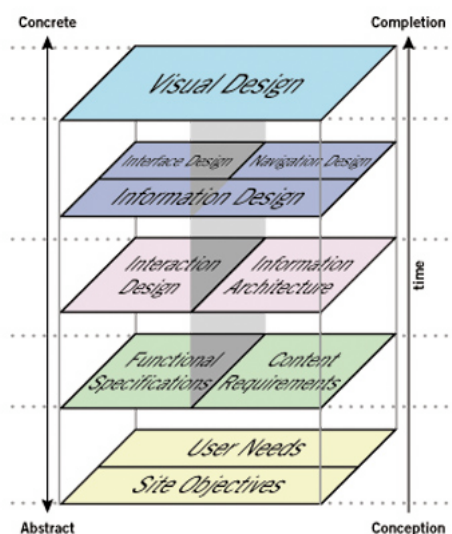 Concrete
Completion
Visual Design
Interface Design
Navigation Design
Information Design
Interaction
Design
Information
Architecture
time
Functional
Specifications
Content
Requirements
User Needs
Site Objectives
Abstract
Conception